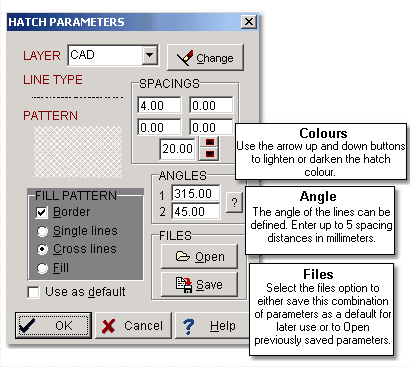 HATCH PARAMETERS
LAYER CAD Change
LINE TYPE
SPACINGS
4.00 0.00
0.00 0.00
20.00
PATTERN
Colours
Use the arrow up and down buttons
to lighten or darken the hatch
colour.
ANGLES
1 315.00
2 45.00
?
Angle
The angle of the lines can be
defined. Enter up to 5 spacing
distances in millimeters.
FILL PATTERN
Border
Single lines
Cross lines
Fill
FILES
Open
Save
Files
Select the files option to
either save this combination
of parameters as a default for
later use or to Open
previously saved parameters.
Use as default
OK Cancel ? Help